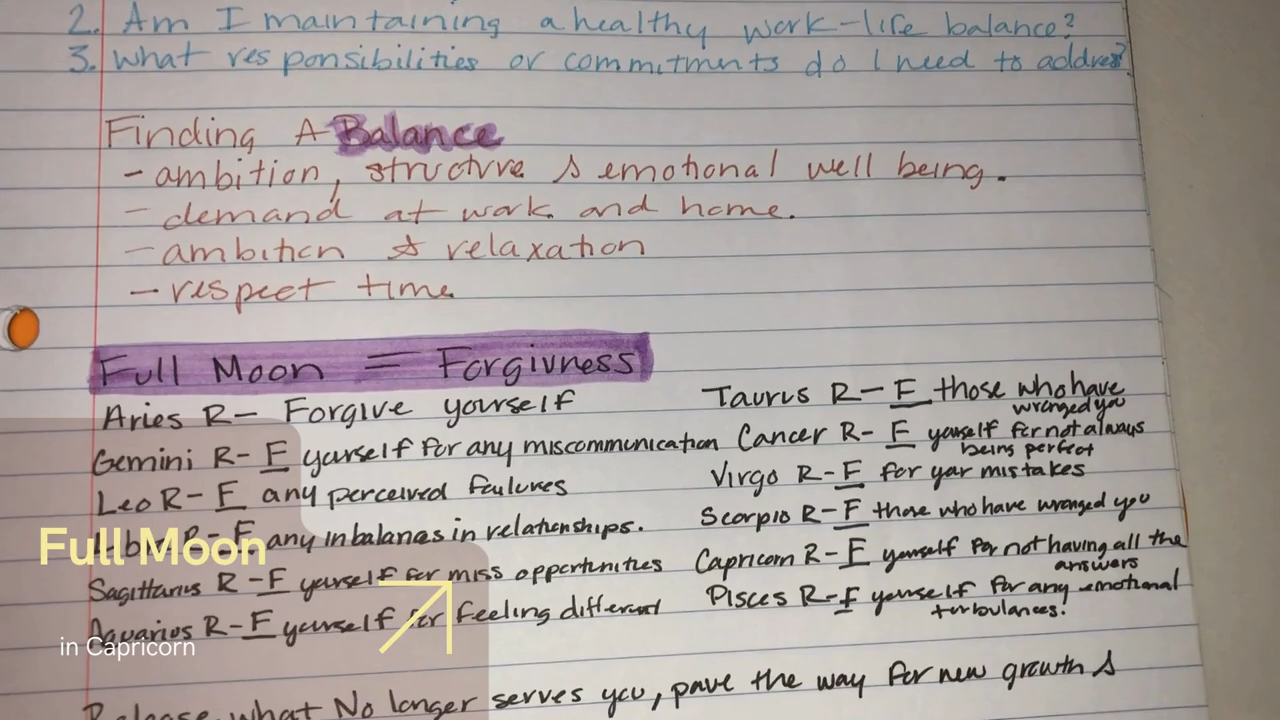 2. Am I maintaining a healthy work-life balance?
3. What responsibilities or commitments do I need to address?
Finding A Balance
- ambition, structure & emotional well being.
- demand at work and home.
- ambition & relaxation
- respect time
Full Moon = Forgivness
Aries R- Forgive yourself
Taurus R- F those who have wronged you
Gemini R- F yourself for any miscommunication
Cancer R- F yourself for not always being perfect
Leo R- F any perceived failures
Virgo R- F for your mistakes
Libra R- F any inbalances in relationships.
Scorpio R- F those who have wronged you
Sagittarius R- F yourself for miss opportunities
Capricorn R- F yourself for not having all the answers
Aquarius R- F yourself for feeling different
Pisces R- F yourself for any emotional turbulances.
Release what No longer serves you, pave the way for new growth &
Full Moon
in Capricorn